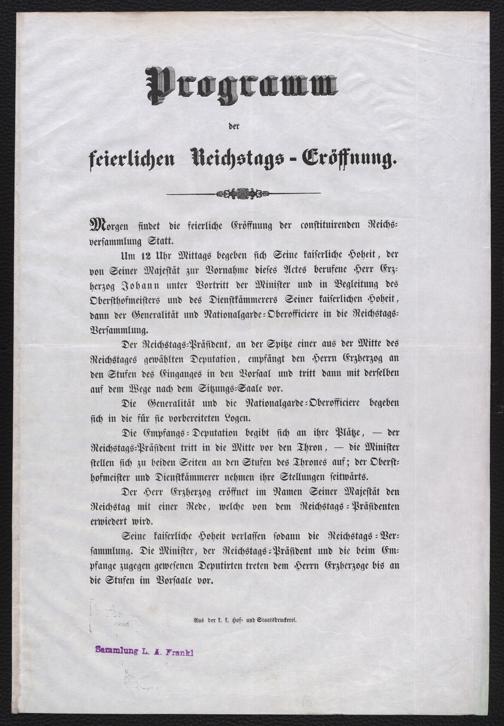 Programm
der
feierlichen Reichstags-Eröffnung.
Morgen findet die feierliche Eröffnung der constituirenden Reichs-
versammlung Statt.
Um 12 Uhr Mittags begeben sich Seine kaiserliche Hoheit, der
von Seiner Majestät zur Vornahme dieses Actes berufene Herr Erz-
herzog Johann unter Vortritt der Minister und in Begleitung des
Obersthofmeisters und des Dienstkämmerers Seiner kaiserlichen Hoheit,
dann der Generalität und Nationalgarde-Oberofficiere in die Reichstags-
Versammlung.
Der Reichstags-Präsident, an der Spitze einer aus der Mitte des
Reichstages gewählten Deputation, empfängt den Herrn Erzherzog an
den Stufen des Einganges in den Vorsaal und tritt dann mit derselben
auf dem Wege nach dem Sitzungs-Saale vor.
Die Generalität und die Nationalgarde-Oberofficiere begeben
sich in die für sie vorbereiteten Logen.
Die Empfangs-Deputation begibt sich an ihre Plätze, — der
Reichstags-Präsident tritt in die Mitte vor den Thron, — die Minister
stellen sich zu beiden Seiten an den Stufen des Thrones auf; der Oberst-
hofmeister und Dienstkämmerer nehmen ihre Stellungen seitwärts.
Der Herr Erzherzog eröffnet im Namen Seiner Majestät den
Reichstag mit einer Rede, welche von dem Reichstags-Präsidenten
erwiedert wird.
Seine kaiserliche Hoheit verlassen sodann die Reichstags-Ver-
sammlung. Die Minister, der Reichstags-Präsident und die beim Em-
pfange zugegen gewesenen Deputirten treten dem Herrn Erzherzoge bis an
die Stufen im Vorsaale vor.
Aus der k. k. Hof- und Staatsdruckerei.
Sammlung L. A. Frankl